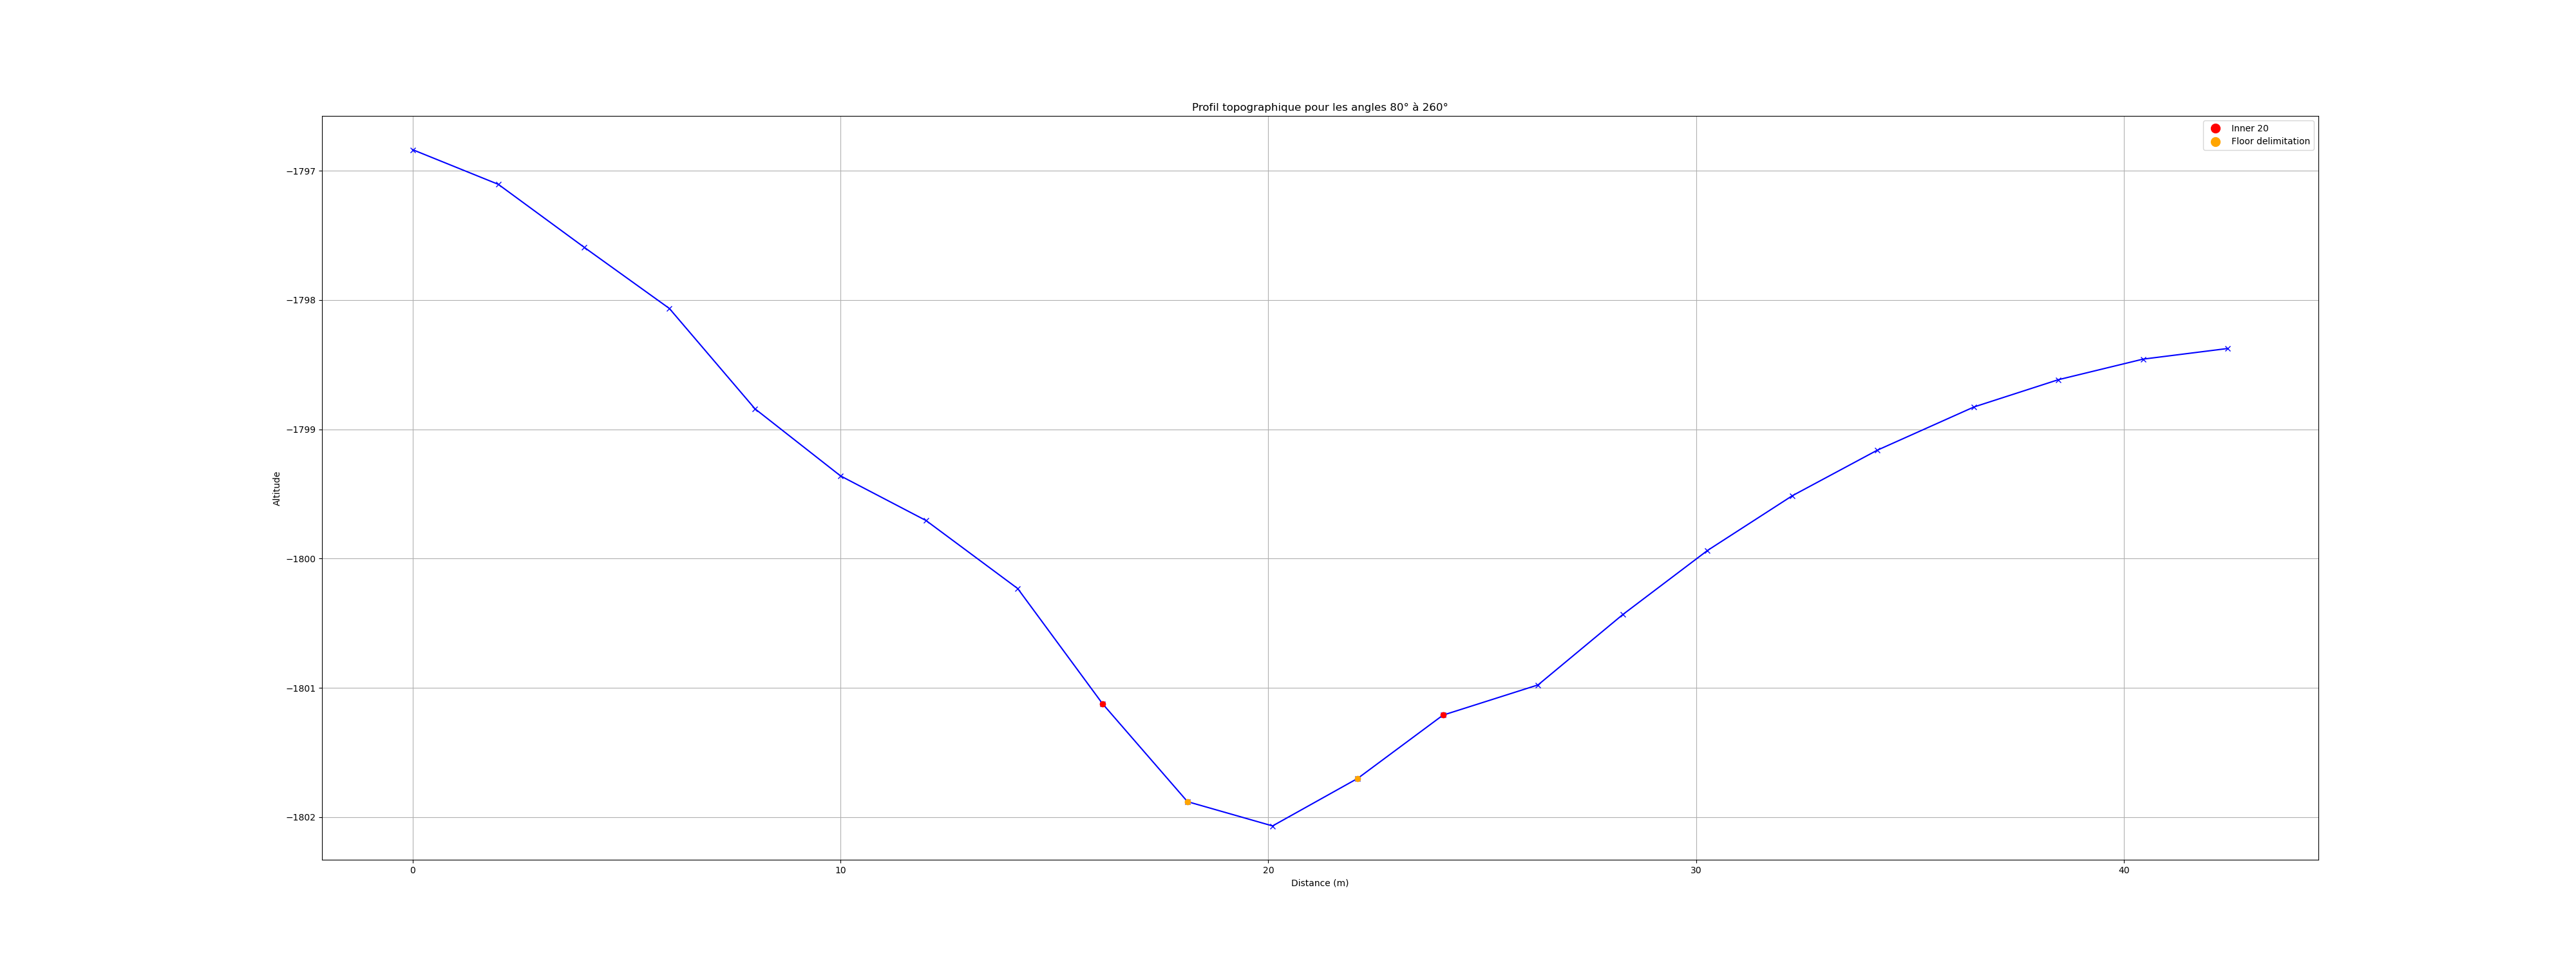 Profil topographique pour les angles 80° à 260°
Inner 20
Floor delimitation
−1797
−1798
−1799
−1800
−1801
−1802
Altitude
0 10 20 30 40
Distance (m)